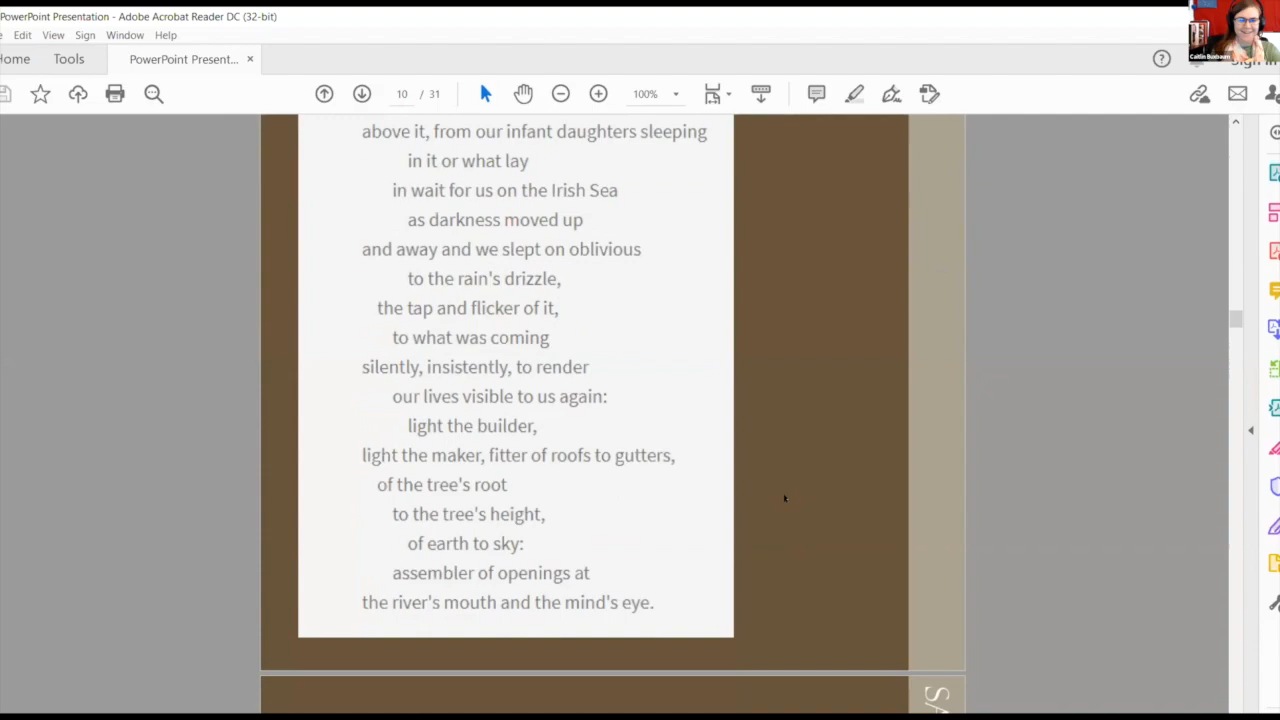 PowerPoint Presentation - Adobe Acrobat Reader DC (32-bit)
Edit View Sign Window Help
Home Tools PowerPoint Present... ×
10 / 31 100%
Caitlin Buxbaum
above it, from our infant daughters sleeping
in it or what lay
in wait for us on the Irish Sea
as darkness moved up
and away and we slept on oblivious
to the rain's drizzle,
the tap and flicker of it,
to what was coming
silently, insistently, to render
our lives visible to us again:
light the builder,
light the maker, fitter of roofs to gutters,
of the tree's root
to the tree's height,
of earth to sky:
assembler of openings at
the river's mouth and the mind's eye.
SA